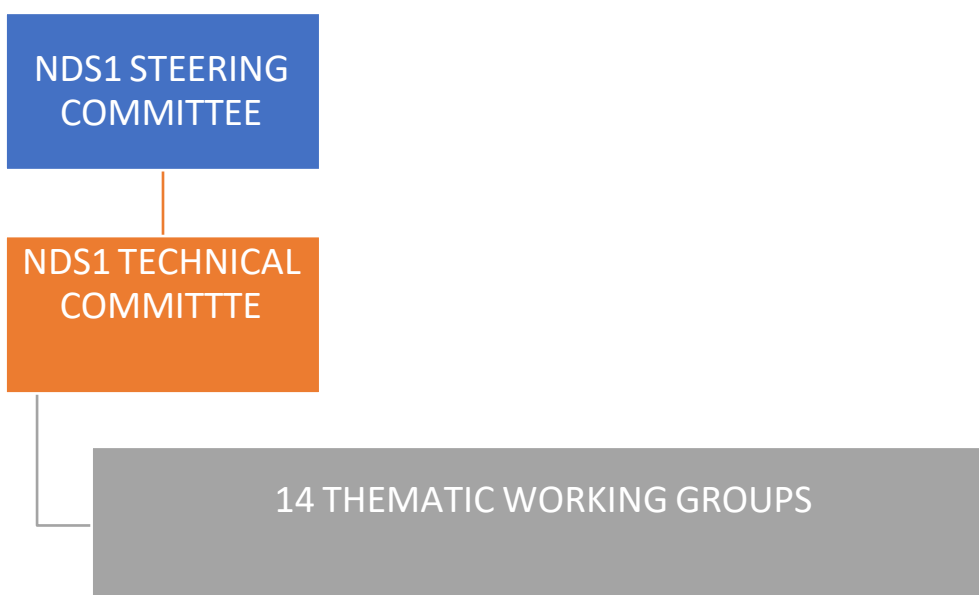 NDS1 STEERING
COMMITTEE
NDS1 TECHNICAL
COMMITTTE
14 THEMATIC WORKING GROUPS